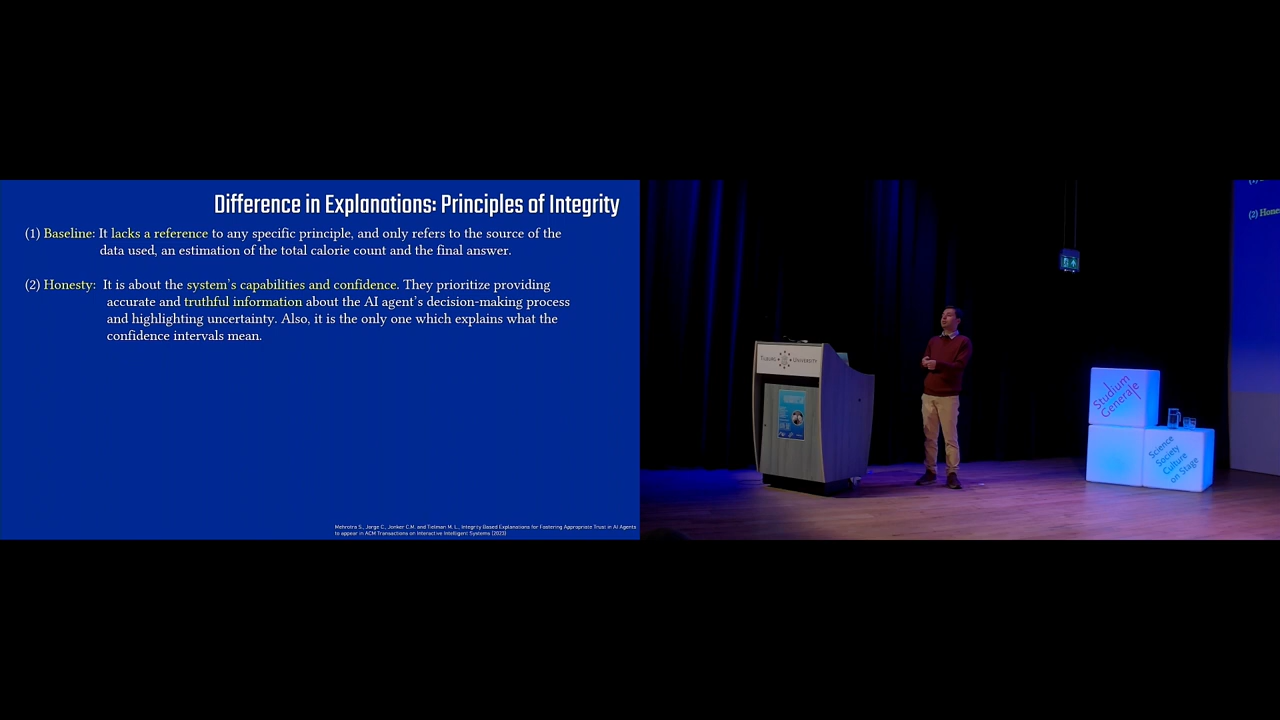 Difference in Explanations: Principles of Integrity
(1) Baseline: It lacks a reference to any specific principle, and only refers to the source of the
data used, an estimation of the total calorie count and the final answer.
(2) Honesty: It is about the system's capabilities and confidence. They prioritize providing
accurate and truthful information about the AI agent's decision-making process
and highlighting uncertainty. Also, it is the only one which explains what the
confidence intervals mean.
Mehrotra S., Jorge C., Jonker C.M. and Tielman M. L., Integrity Based Explanations for Fostering Appropriate Trust in AI Agents
to appear in ACM Transactions on Interactive Intelligent Systems (2023)
TILBURG UNIVERSITY
Studium
Generale
Science
Society
Culture
on Stage
(2) Hone